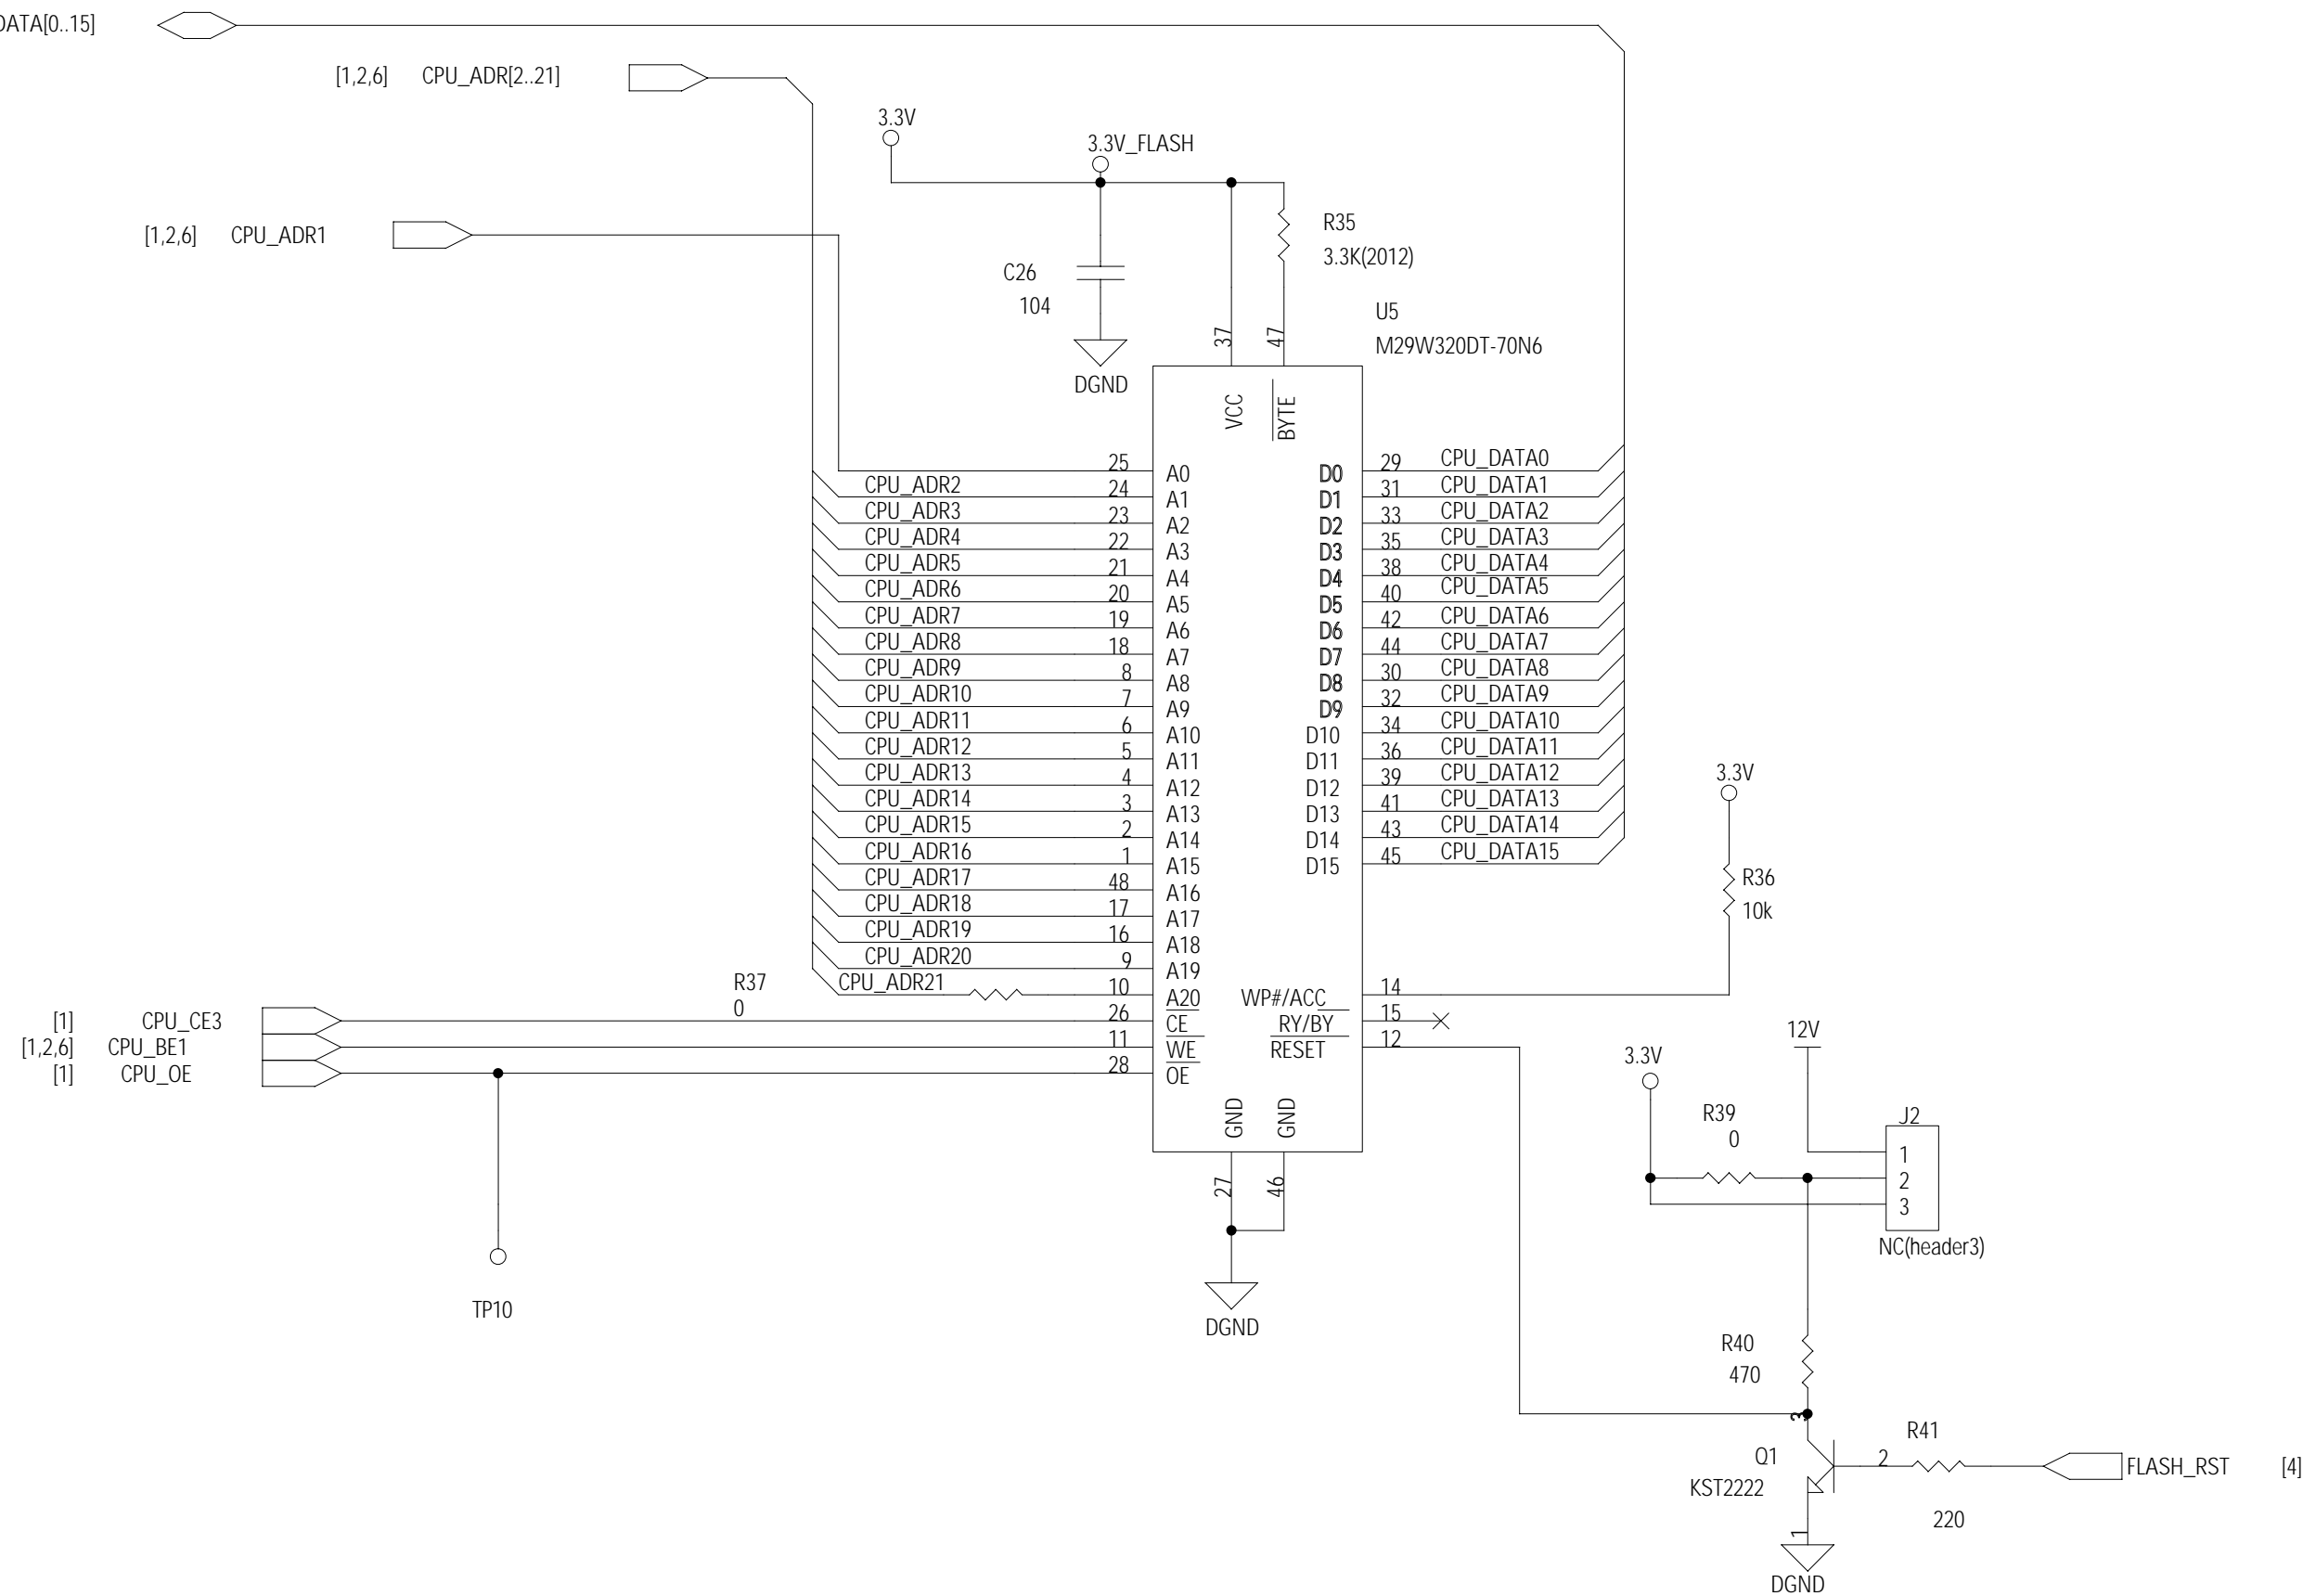 DATA[0..15]
[1,2,6] CPU_ADR[2..21]
3.3V
3.3V_FLASH
[1,2,6] CPU_ADR1
R35
3.3K(2012)
C26
104
DGND
U5
M29W320DT-70N6
37
47
VCC
BYTE
25 A0 D0 29 CPU_DATA0
CPU_ADR2 24 A1 D1 31 CPU_DATA1
CPU_ADR3 23 A2 D2 33 CPU_DATA2
CPU_ADR4 22 A3 D3 35 CPU_DATA3
CPU_ADR5 21 A4 D4 38 CPU_DATA4
CPU_ADR6 20 A5 D5 40 CPU_DATA5
CPU_ADR7 19 A6 D6 42 CPU_DATA6
CPU_ADR8 18 A7 D7 44 CPU_DATA7
CPU_ADR9 8 A8 D8 30 CPU_DATA8
CPU_ADR10 7 A9 D9 32 CPU_DATA9
CPU_ADR11 6 A10 D10 34 CPU_DATA10
CPU_ADR12 5 A11 D11 36 CPU_DATA11
CPU_ADR13 4 A12 D12 39 CPU_DATA12
CPU_ADR14 3 A13 D13 41 CPU_DATA13
CPU_ADR15 2 A14 D14 43 CPU_DATA14
CPU_ADR16 1 A15 D15 45 CPU_DATA15
CPU_ADR17 48 A16
CPU_ADR18 17 A17
CPU_ADR19 16 A18
CPU_ADR20 9 A19
R37
0
CPU_ADR21 10 A20 WP#/ACC 14
[1] CPU_CE3 26 CE RY/BY 15
[1,2,6] CPU_BE1 11 WE RESET 12
[1] CPU_OE 28 OE
3.3V
R36
10k
GND
GND
27
46
DGND
TP10
12V
3.3V
R39
0
J2
1
2
3
NC(header3)
R40
470
3
Q1
KST2222
2
R41
220
FLASH_RST [4]
1
DGND